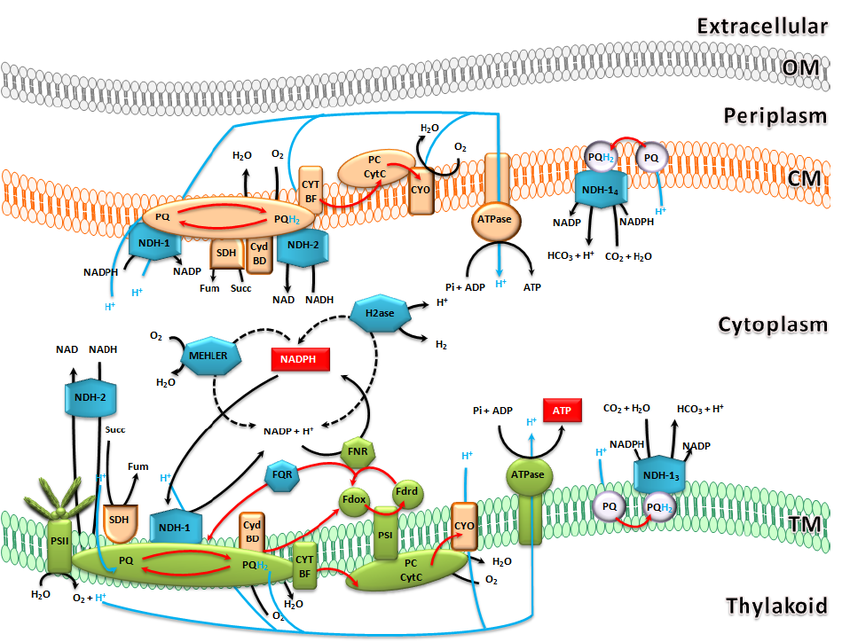 Extracellular
OM
Periplasm
H₂O
O₂
H₂O
O₂
PC
CytC
CYT
BF
CYO
PQH₂
PQ
CM
NDH-1₄
H⁺
PQ
PQH₂
ATPase
NDH-1
SDH
Cyd
BD
NDH-2
NADP
NADPH
NADPH
NADP
HCO₃ + H⁺
CO₂ + H₂O
Fum
Succ
NAD
NADH
Pi + ADP
H⁺
ATP
H⁺
H⁺
H2ase
H⁺
H₂
Cytoplasm
O₂
MEHLER
H₂O
NADPH
NAD
NADH
NDH-2
Succ
Fum
NADP + H⁺
FNR
FQR
Fdox
Fdrd
Pi + ADP
ATP
H⁺
CO₂ + H₂O
HCO₃ + H⁺
NADPH
NADP
H⁺
H⁺
H⁺
H⁺
ATPase
NDH-1₃
PQ
PQH₂
TM
PSII
SDH
NDH-1
Cyd
BD
CYO
PSI
PQ
PQH₂
CYT
BF
PC
CytC
H₂O
O₂ + H⁺
H₂O
O₂
H₂O
O₂
Thylakoid